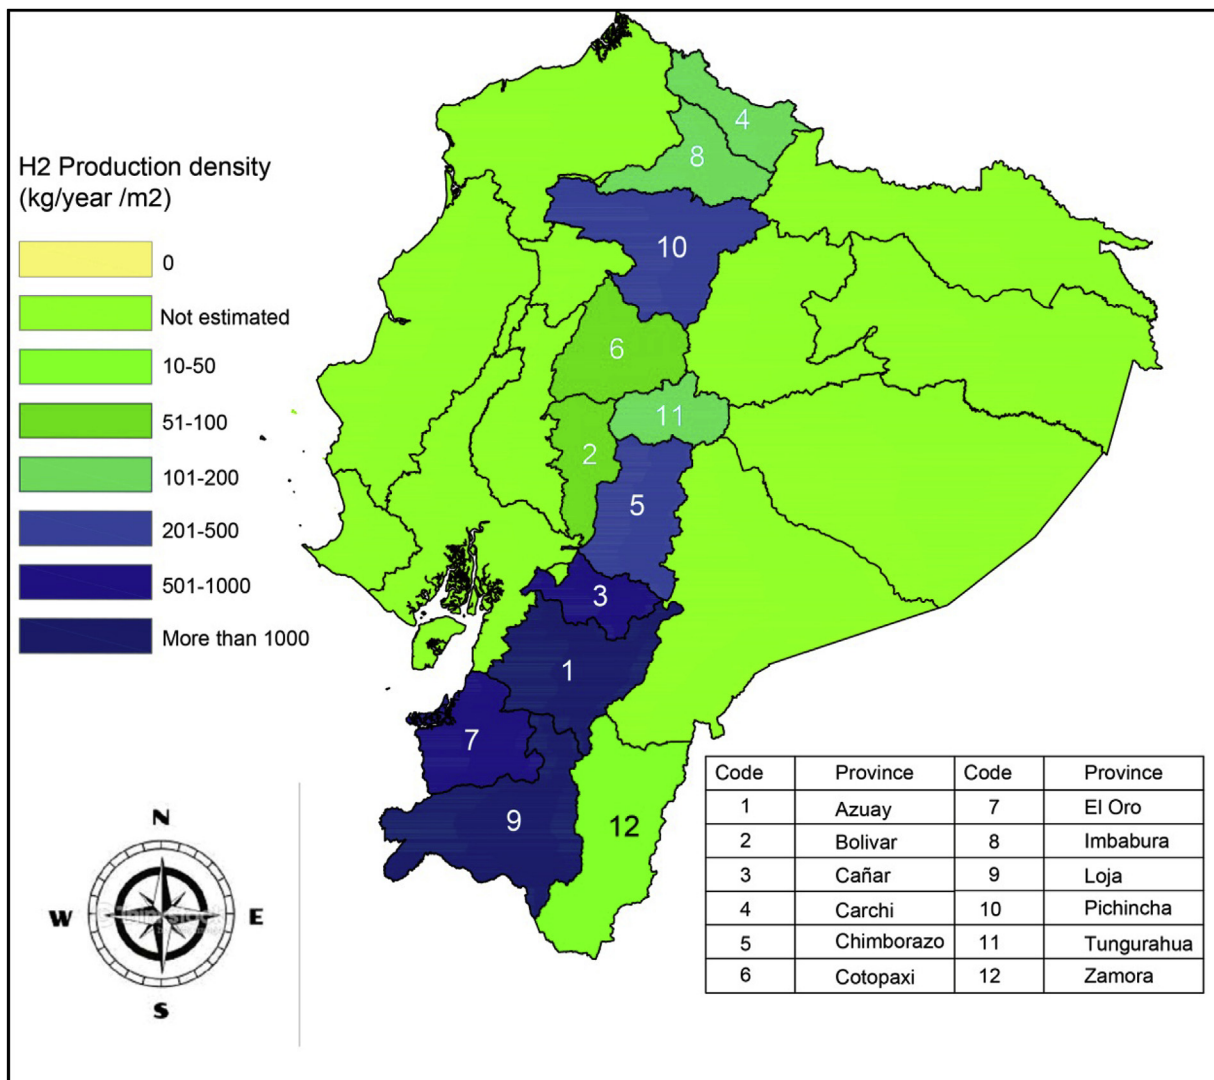 H2 Production density
(kg/year /m2)
0
Not estimated
10-50
51-100
101-200
201-500
501-1000
More than 1000
4
8
10
6
11
2
5
3
1
7
9
12
N
W E
S
Code Province Code Province
1 Azuay 7 El Oro
2 Bolivar 8 Imbabura
3 Cañar 9 Loja
4 Carchi 10 Pichincha
5 Chimborazo 11 Tungurahua
6 Cotopaxi 12 Zamora